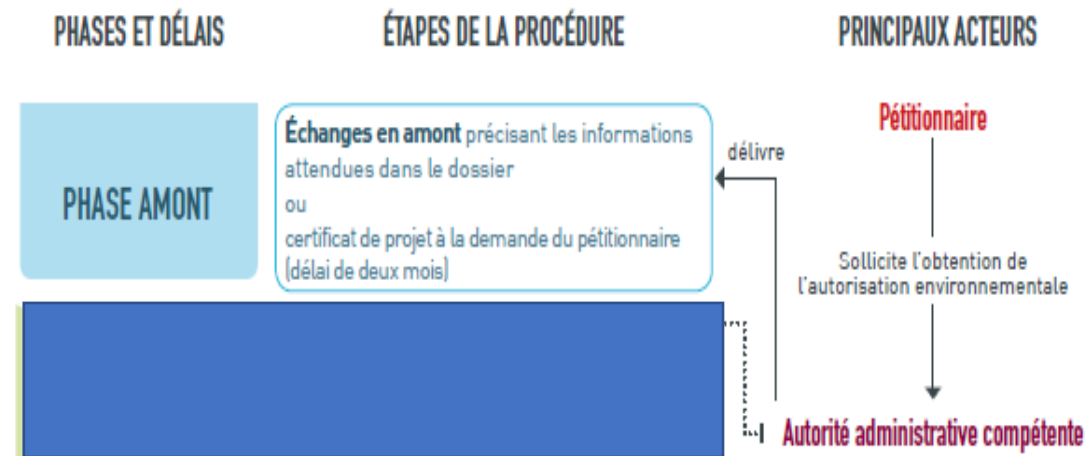 PHASES ET DÉLAIS
ÉTAPES DE LA PROCÉDURE
PRINCIPAUX ACTEURS
PHASE AMONT
Échanges en amont précisant les informations
attendues dans le dossier
ou
certificat de projet à la demande du pétitionnaire
(délai de deux mois)
délivre
Pétitionnaire
Sollicite l'obtention de
l'autorisation environnementale
Autorité administrative compétente